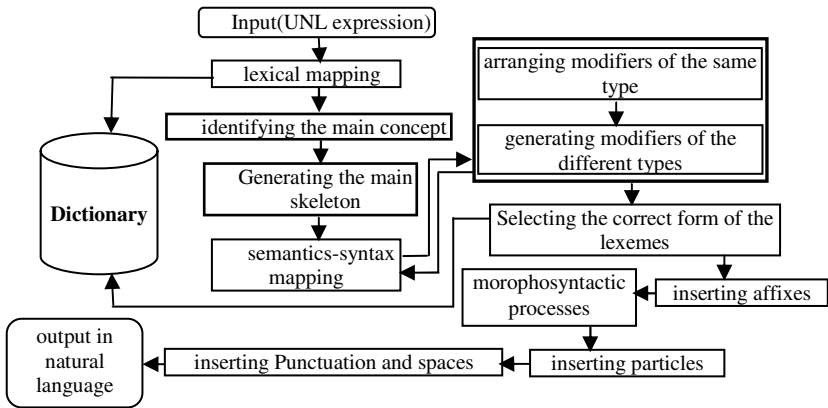 Input(UNL expression)
lexical mapping
identifying the main concept
Generating the main
skeleton
semantics-syntax
mapping
Dictionary
arranging modifiers of the same
type
generating modifiers of the
different types
Selecting the correct form of the
lexemes
inserting affixes
morophosyntactic
processes
inserting particles
inserting Punctuation and spaces
output in
natural
language